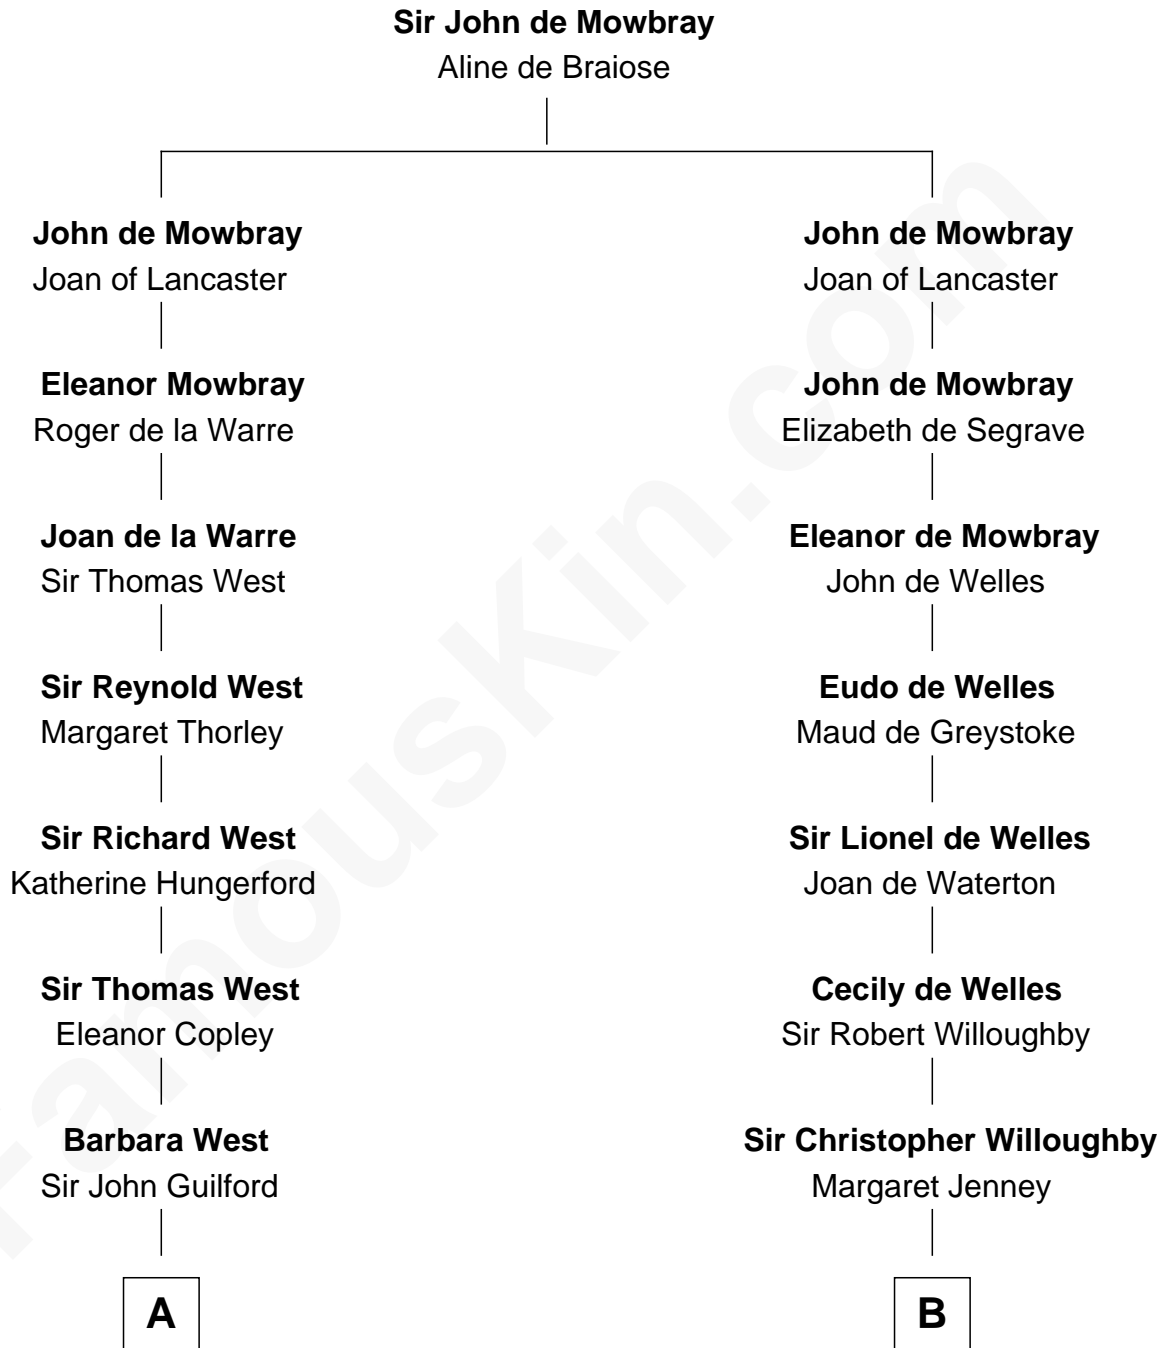 Sir John de Mowbray
Aline de Braiose
John de Mowbray
Joan of Lancaster
Eleanor Mowbray
Roger de la Warre
Joan de la Warre
Sir Thomas West
Sir Reynold West
Margaret Thorley
Sir Richard West
Katherine Hungerford
Sir Thomas West
Eleanor Copley
Barbara West
Sir John Guilford
A
John de Mowbray
Joan of Lancaster
John de Mowbray
Elizabeth de Segrave
Eleanor de Mowbray
John de Welles
Eudo de Welles
Maud de Greystoke
Sir Lionel de Welles
Joan de Waterton
Cecily de Welles
Sir Robert Willoughby
Sir Christopher Willoughby
Margaret Jenney
B
FamousKin.com